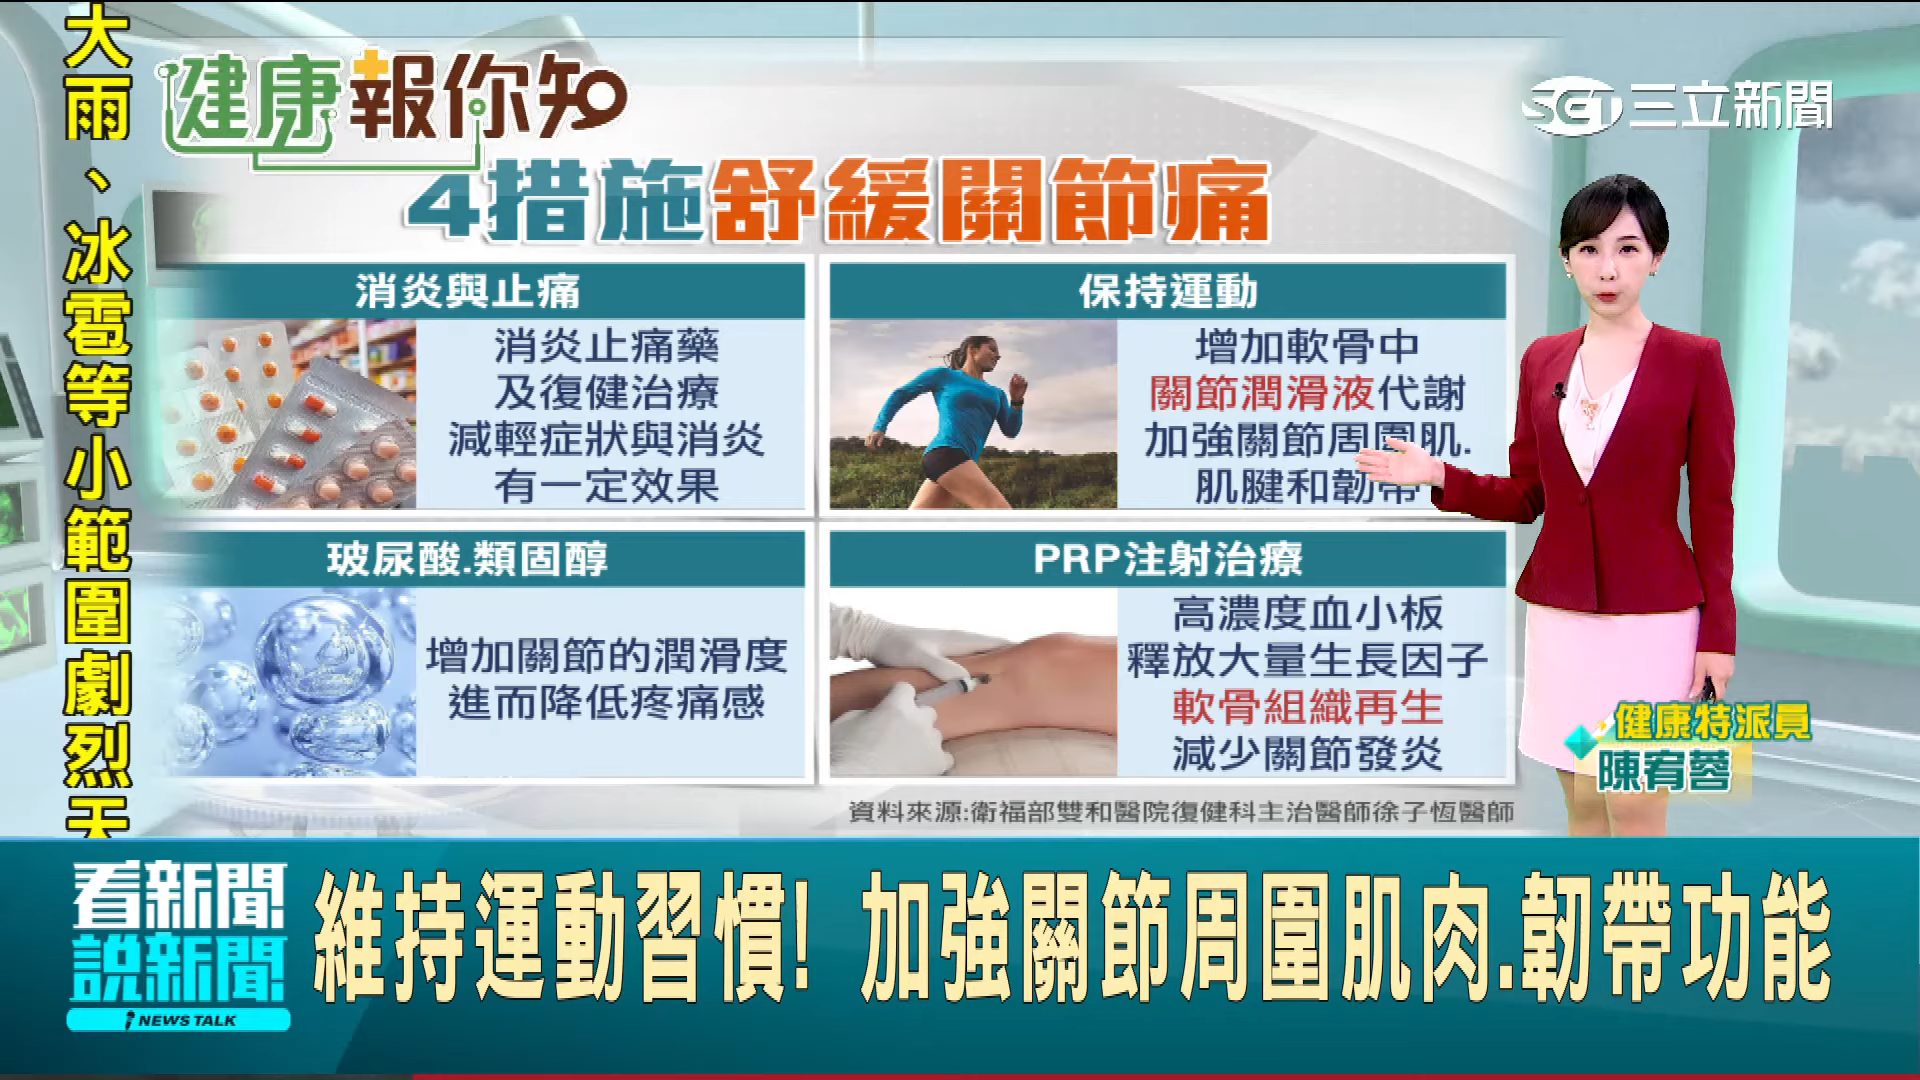 大雨、冰雹等小範圍劇烈天
健康報你知
SET三立新聞
4措施舒緩關節痛
消炎與止痛
消炎止痛藥
及復健治療
減輕症狀與消炎
有一定效果
保持運動
增加軟骨中
關節潤滑液代謝
加強關節周圍肌.
肌腱和韌帶
玻尿酸.類固醇
增加關節的潤滑度
進而降低疼痛感
PRP注射治療
高濃度血小板
釋放大量生長因子
軟骨組織再生
減少關節發炎
健康特派員
陳宥蓉
資料來源:衛福部雙和醫院復健科主治醫師徐子恆醫師
看新聞
說新聞
NEWS TALK
維持運動習慣! 加強關節周圍肌肉.韌帶功能